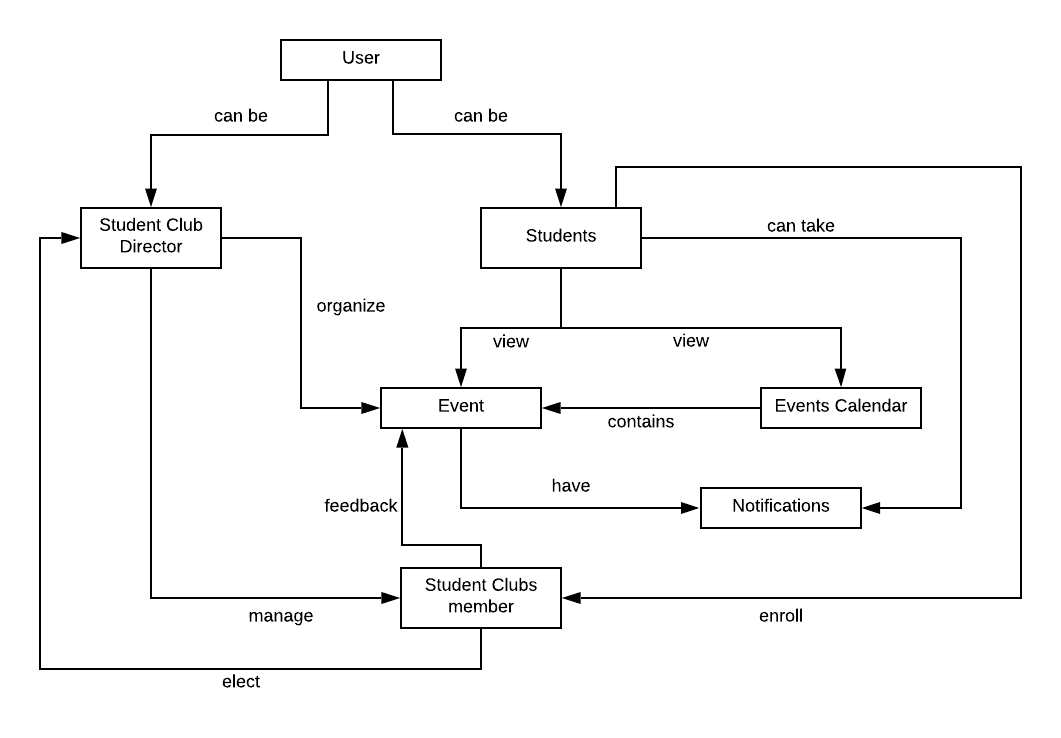 User
can be
can be
Student Club
Director
Students
can take
organize
view
view
Event
Events Calendar
contains
have
feedback
Notifications
Student Clubs
member
manage
enroll
elect